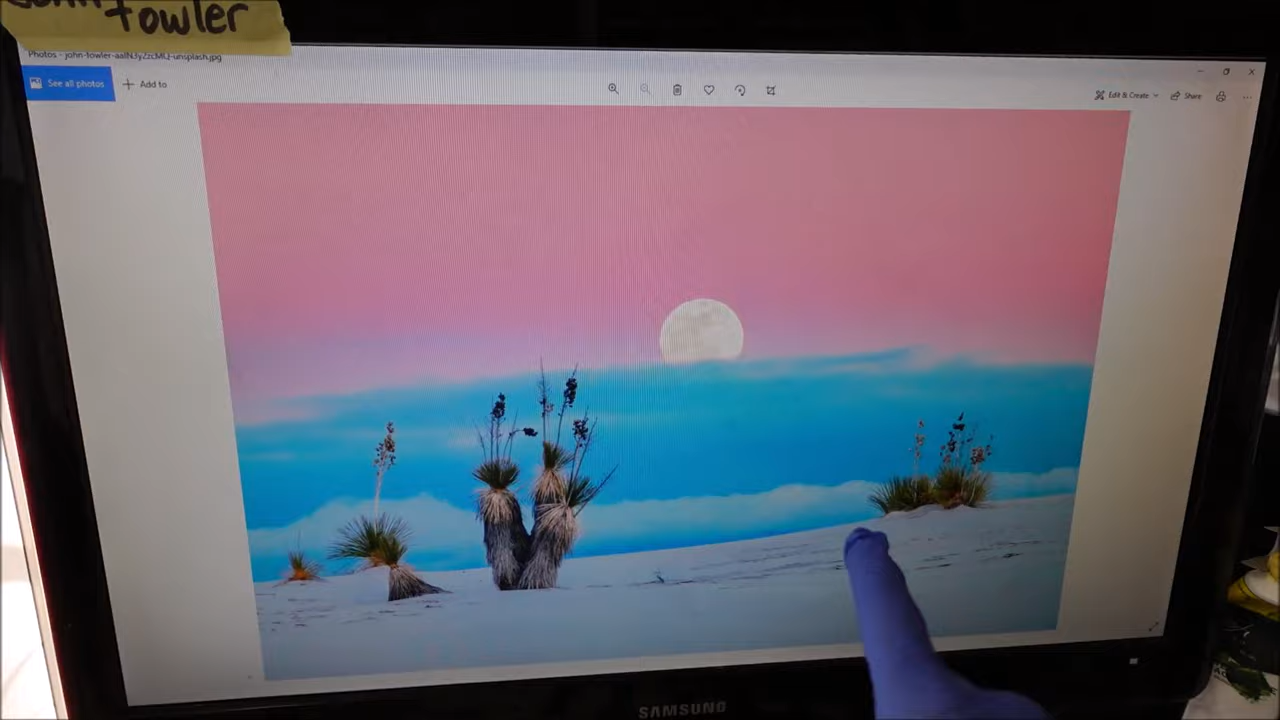 Fowler
Photos - john-fowler-aaIN3y2zcMQ-unsplash.jpg
See all photos
Add to
Edit & Create
Share
SAMSUNG